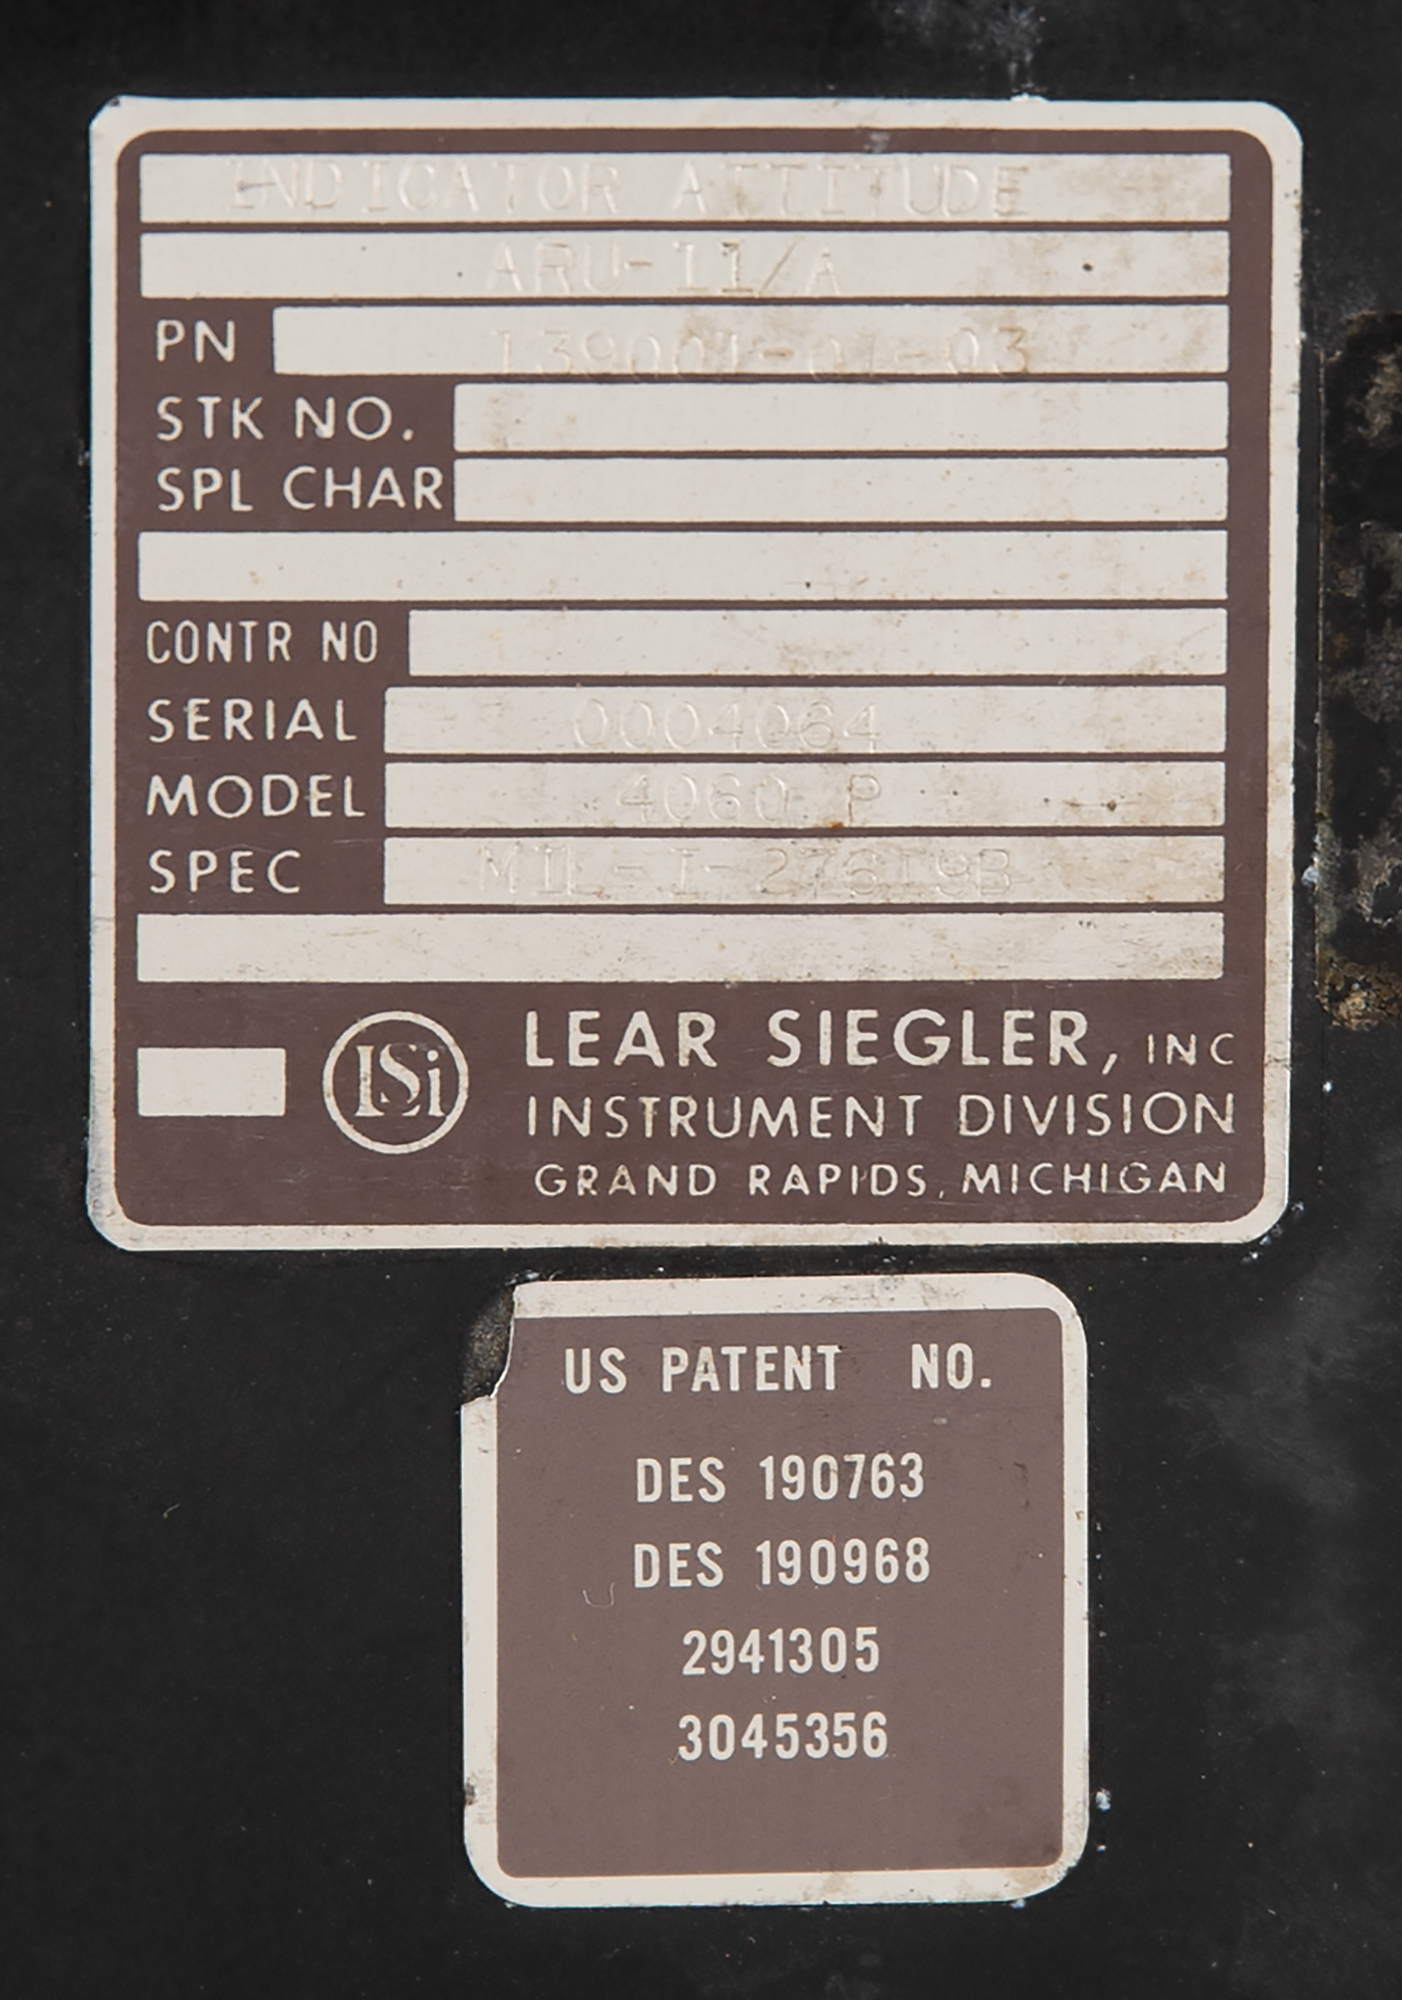 INDICATOR ATTITUDE
ARU-11/A
PN 139001-01-03
STK NO.
SPL CHAR
CONTR NO
SERIAL 0004064
MODEL 4060 P
SPEC MIL-I-27619B
LSi
LEAR SIEGLER, INC
INSTRUMENT DIVISION
GRAND RAPIDS, MICHIGAN
US PATENT NO.
DES 190763
DES 190968
2941305
3045356